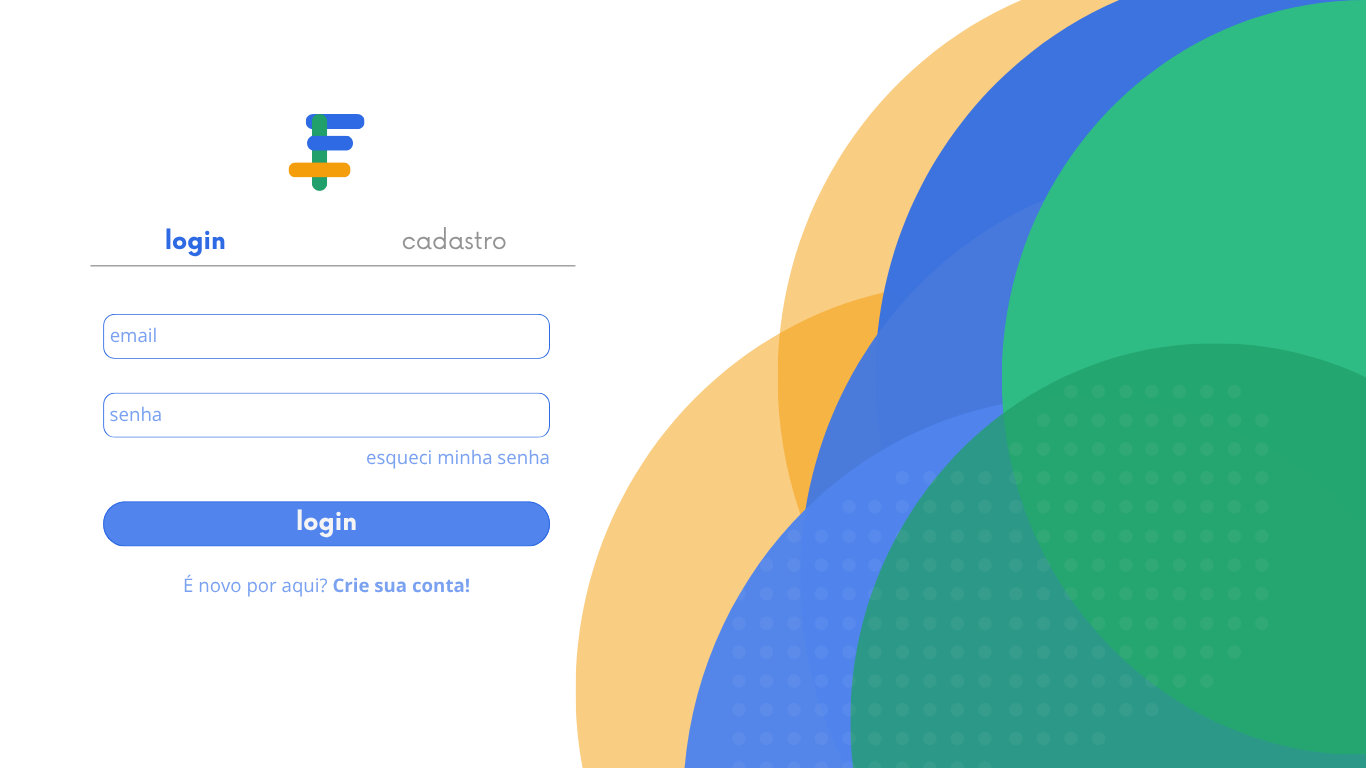 login
cadastro
email
senha
esqueci minha senha
login
É novo por aqui? Crie sua conta!